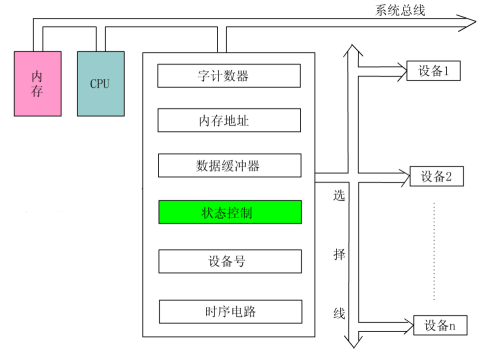 系统总线
内存
CPU
字计数器
内存地址
数据缓冲器
状态控制
设备号
时序电路
设备1
设备2
设备n
选择线